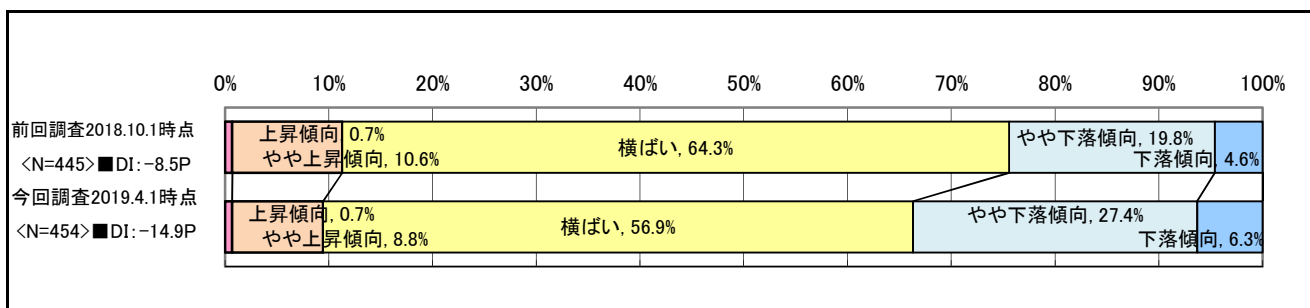 0% 10% 20% 30% 40% 50% 60% 70% 80% 90% 100%
前回調査2018.10.1時点
<N=445>■DI:-8.5P
上昇傾向, 0.7%
やや上昇傾向, 10.6%
横ばい, 64.3%
やや下落傾向, 19.8%
下落傾向, 4.6%
今回調査2019.4.1時点
<N=454>■DI:-14.9P
上昇傾向, 0.7%
やや上昇傾向, 8.8%
横ばい, 56.9%
やや下落傾向, 27.4%
下落傾向, 6.3%